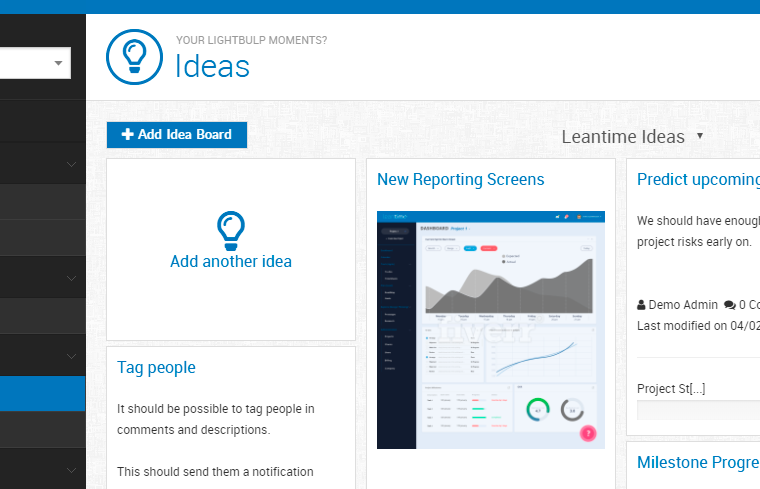 YOUR LIGHTBULP MOMENTS?
Ideas
Add Idea Board
Leantime Ideas
Add another idea
Tag people
It should be possible to tag people in
comments and descriptions.
This should send them a notification
New Reporting Screens
DASHBOARD
Project 1
fiverr
Predict upcoming
We should have enough
project risks early on.
Demo Admin 0 Co
Last modified on 04/02
Project St[...]
Milestone Progre